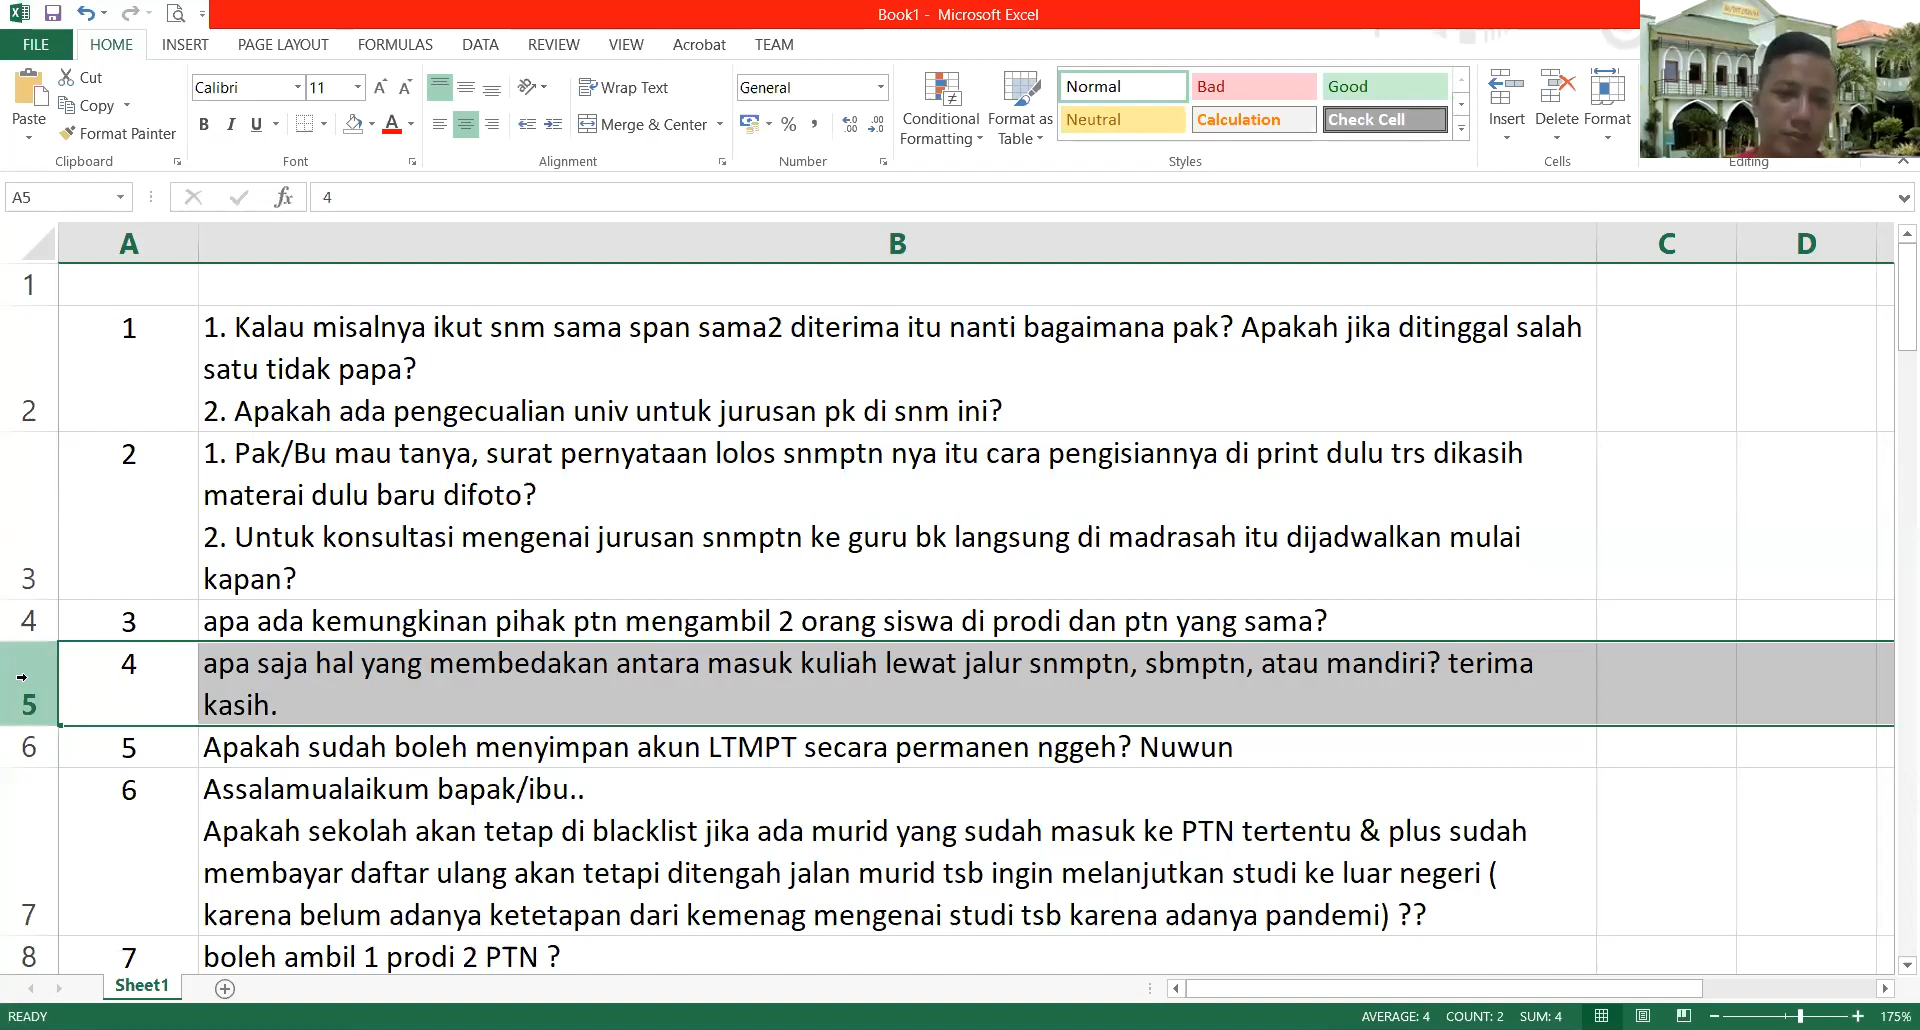 Book1 - Microsoft Excel
FILE HOME INSERT PAGE LAYOUT FORMULAS DATA REVIEW VIEW Acrobat TEAM
Paste
Cut
Copy
Format Painter
Clipboard
Calibri 11
B I U
Font
Wrap Text
Merge & Center
Alignment
General
%
Number
Conditional Formatting
Format as Table
Normal Bad Good
Neutral Calculation Check Cell
Styles
Insert Delete Format
Cells
Editing
A5 fx 4
A B C D
1
2 1 1. Kalau misalnya ikut snm sama span sama2 diterima itu nanti bagaimana pak? Apakah jika ditinggal salah
satu tidak papa?
2. Apakah ada pengecualian univ untuk jurusan pk di snm ini?
3 2 1. Pak/Bu mau tanya, surat pernyataan lolos snmptn nya itu cara pengisiannya di print dulu trs dikasih
materai dulu baru difoto?
2. Untuk konsultasi mengenai jurusan snmptn ke guru bk langsung di madrasah itu dijadwalkan mulai
kapan?
4 3 apa ada kemungkinan pihak ptn mengambil 2 orang siswa di prodi dan ptn yang sama?
5 4 apa saja hal yang membedakan antara masuk kuliah lewat jalur snmptn, sbmptn, atau mandiri? terima
kasih.
6 5 Apakah sudah boleh menyimpan akun LTMPT secara permanen nggeh? Nuwun
7 6 Assalamualaikum bapak/ibu..
Apakah sekolah akan tetap di blacklist jika ada murid yang sudah masuk ke PTN tertentu & plus sudah
membayar daftar ulang akan tetapi ditengah jalan murid tsb ingin melanjutkan studi ke luar negeri (
karena belum adanya ketetapan dari kemenag mengenai studi tsb karena adanya pandemi) ??
8 7 boleh ambil 1 prodi 2 PTN ?
Sheet1
READY AVERAGE: 4 COUNT: 2 SUM: 4 175%